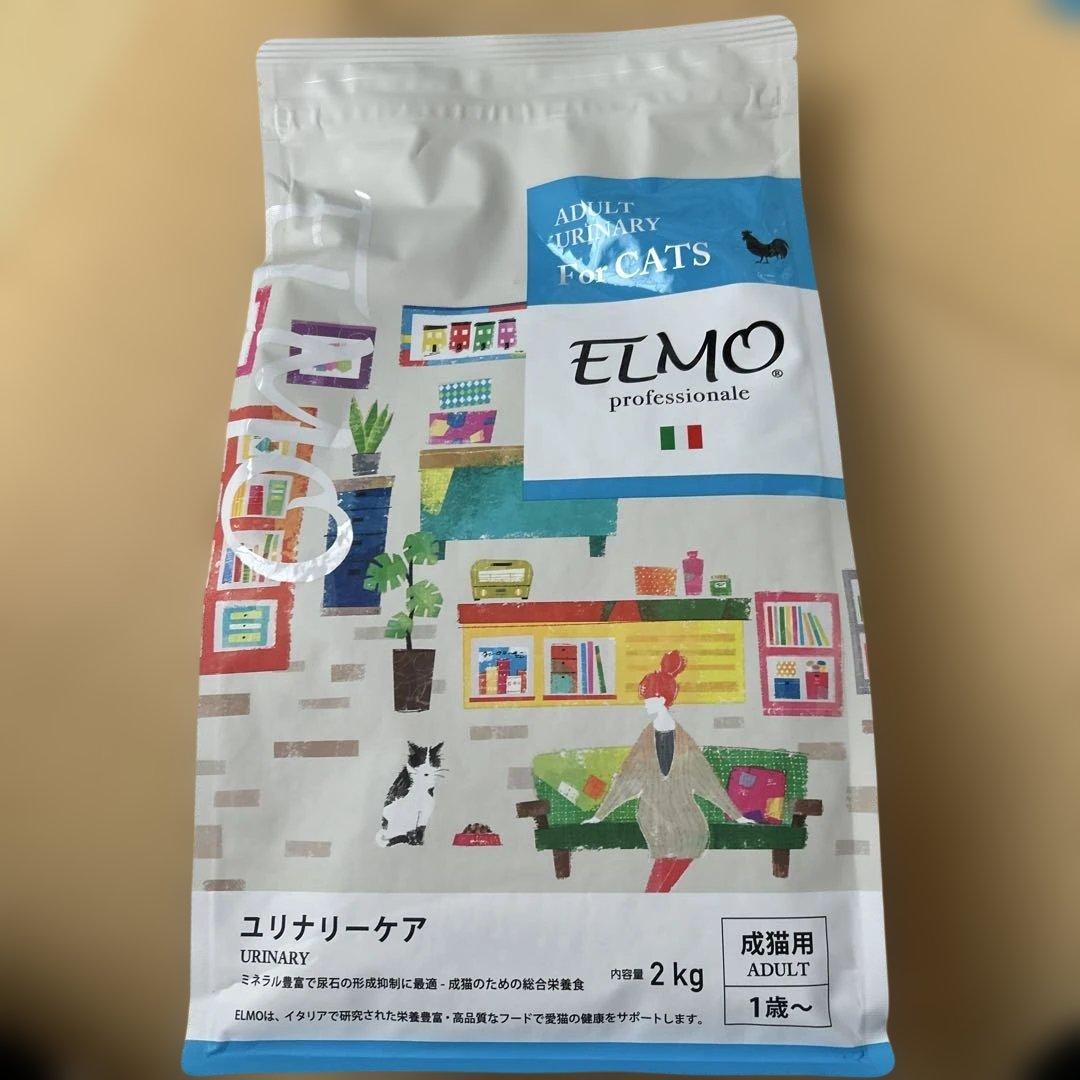 ADULT
URINARY
For CATS
ELMO
ELMO®
professionale
ユリナリーケア
URINARY
ミネラル豊富で尿石の形成抑制に最適 - 成猫のための総合栄養食
内容量 2 kg
成猫用
ADULT
1歳～
ELMOは、イタリアで研究された栄養豊富・高品質なフードで愛猫の健康をサポートします。